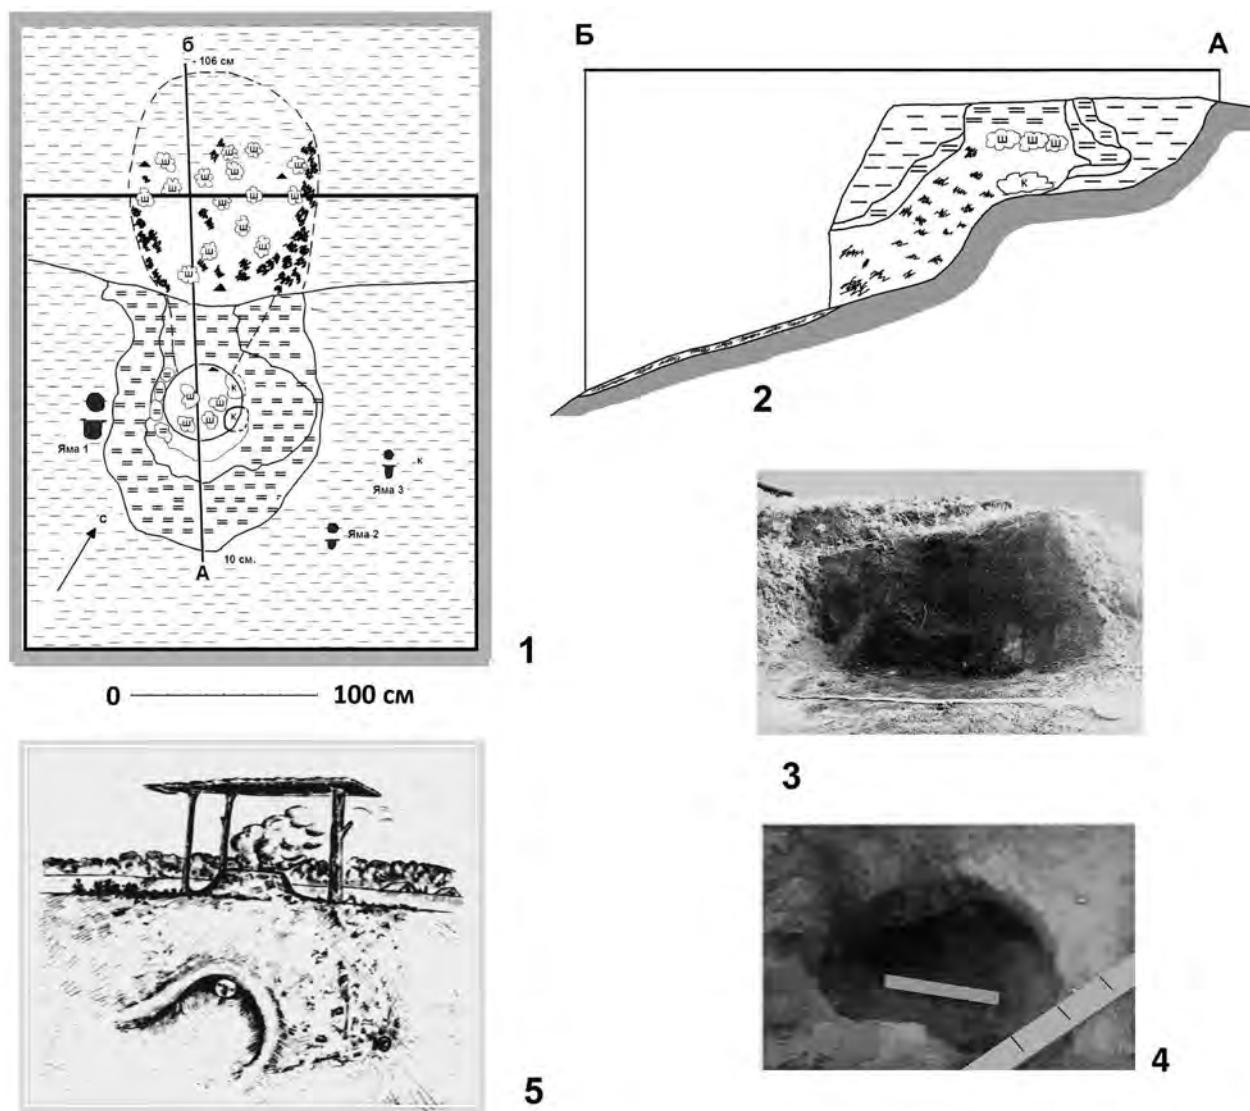 б
- 106 см
ш ш ш ш ш
ш ш ш ш ш
ш
ш ш
ш
к
ш
ш
ш ш
к
Яма 1
Яма 3
к
Яма 2
с
10 см.
А
1
0 100 см
Б
А
ш ш ш
к
2
3
4
5